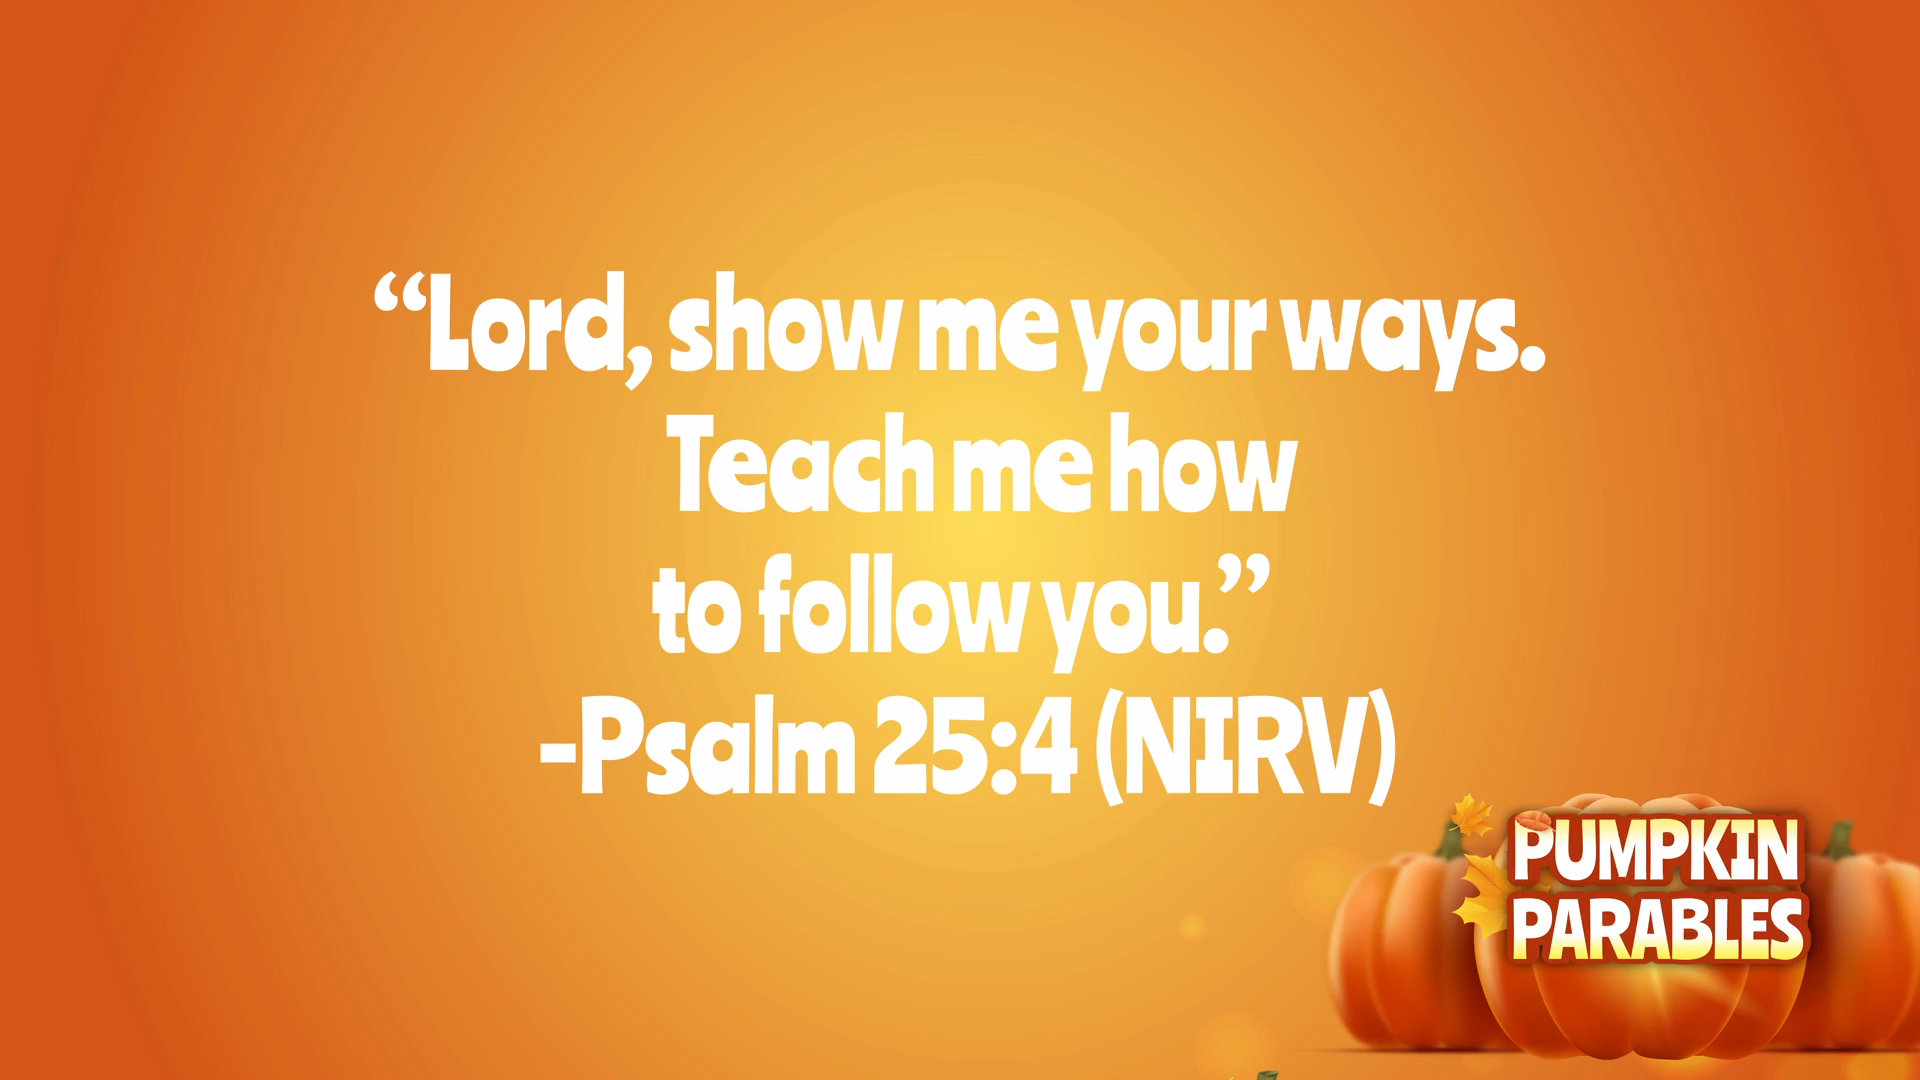 “Lord, show me your ways.
Teach me how
to follow you.”
-Psalm 25:4 (NIRV)
PUMPKIN
PARABLES